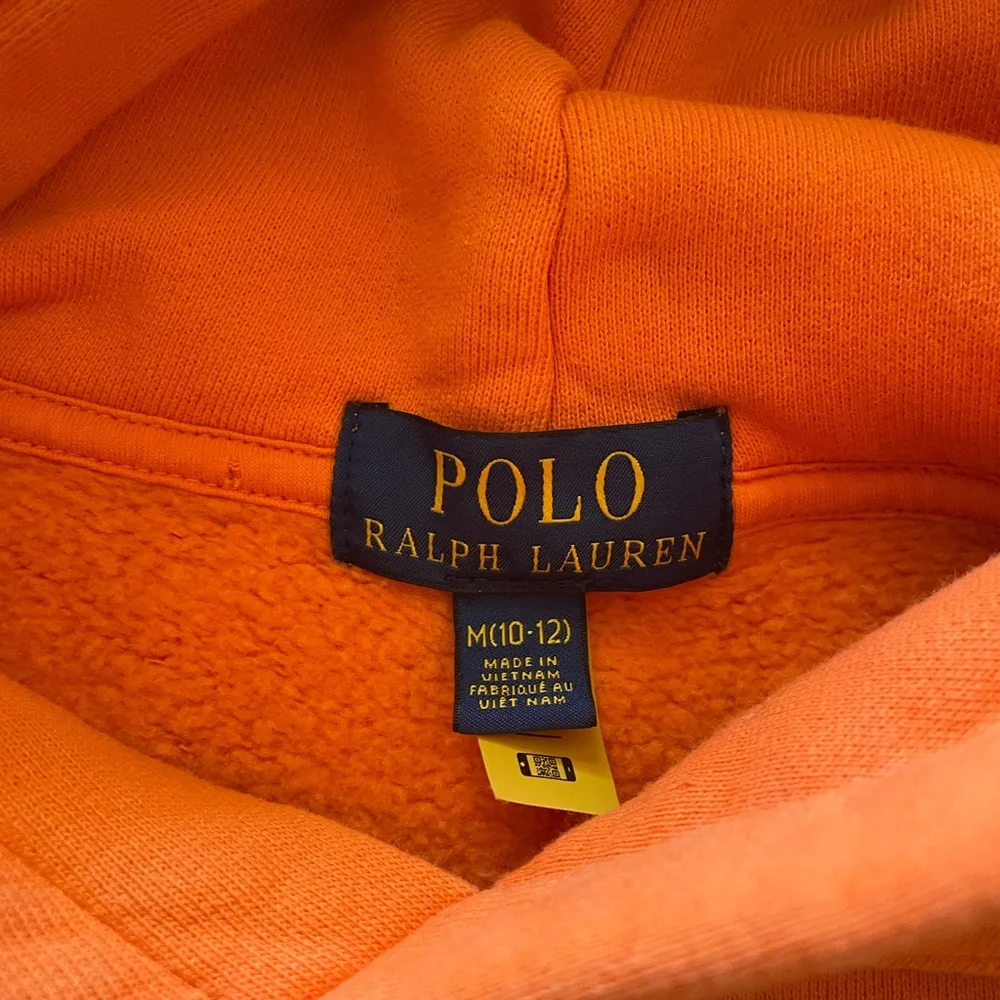 POLO
RALPH LAUREN
M(10-12)
MADE IN
VIETNAM
FABRIQUÉ AU
VIÊT NAM